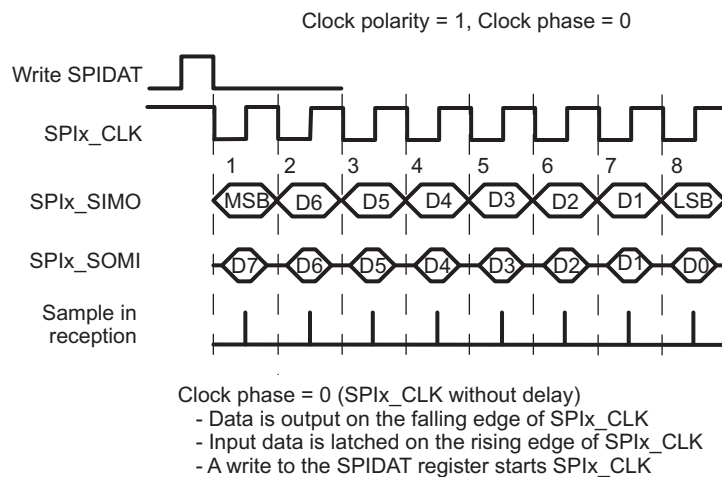 Clock polarity = 1, Clock phase = 0
Write SPIDAT
SPIx_CLK
1 2 3 4 5 6 7 8
SPIx_SIMO MSB D6 D5 D4 D3 D2 D1 LSB
SPIx_SOMI D7 D6 D5 D4 D3 D2 D1 D0
Sample in
reception
Clock phase = 0 (SPIx_CLK without delay)
- Data is output on the falling edge of SPIx_CLK
- Input data is latched on the rising edge of SPIx_CLK
- A write to the SPIDAT register starts SPIx_CLK